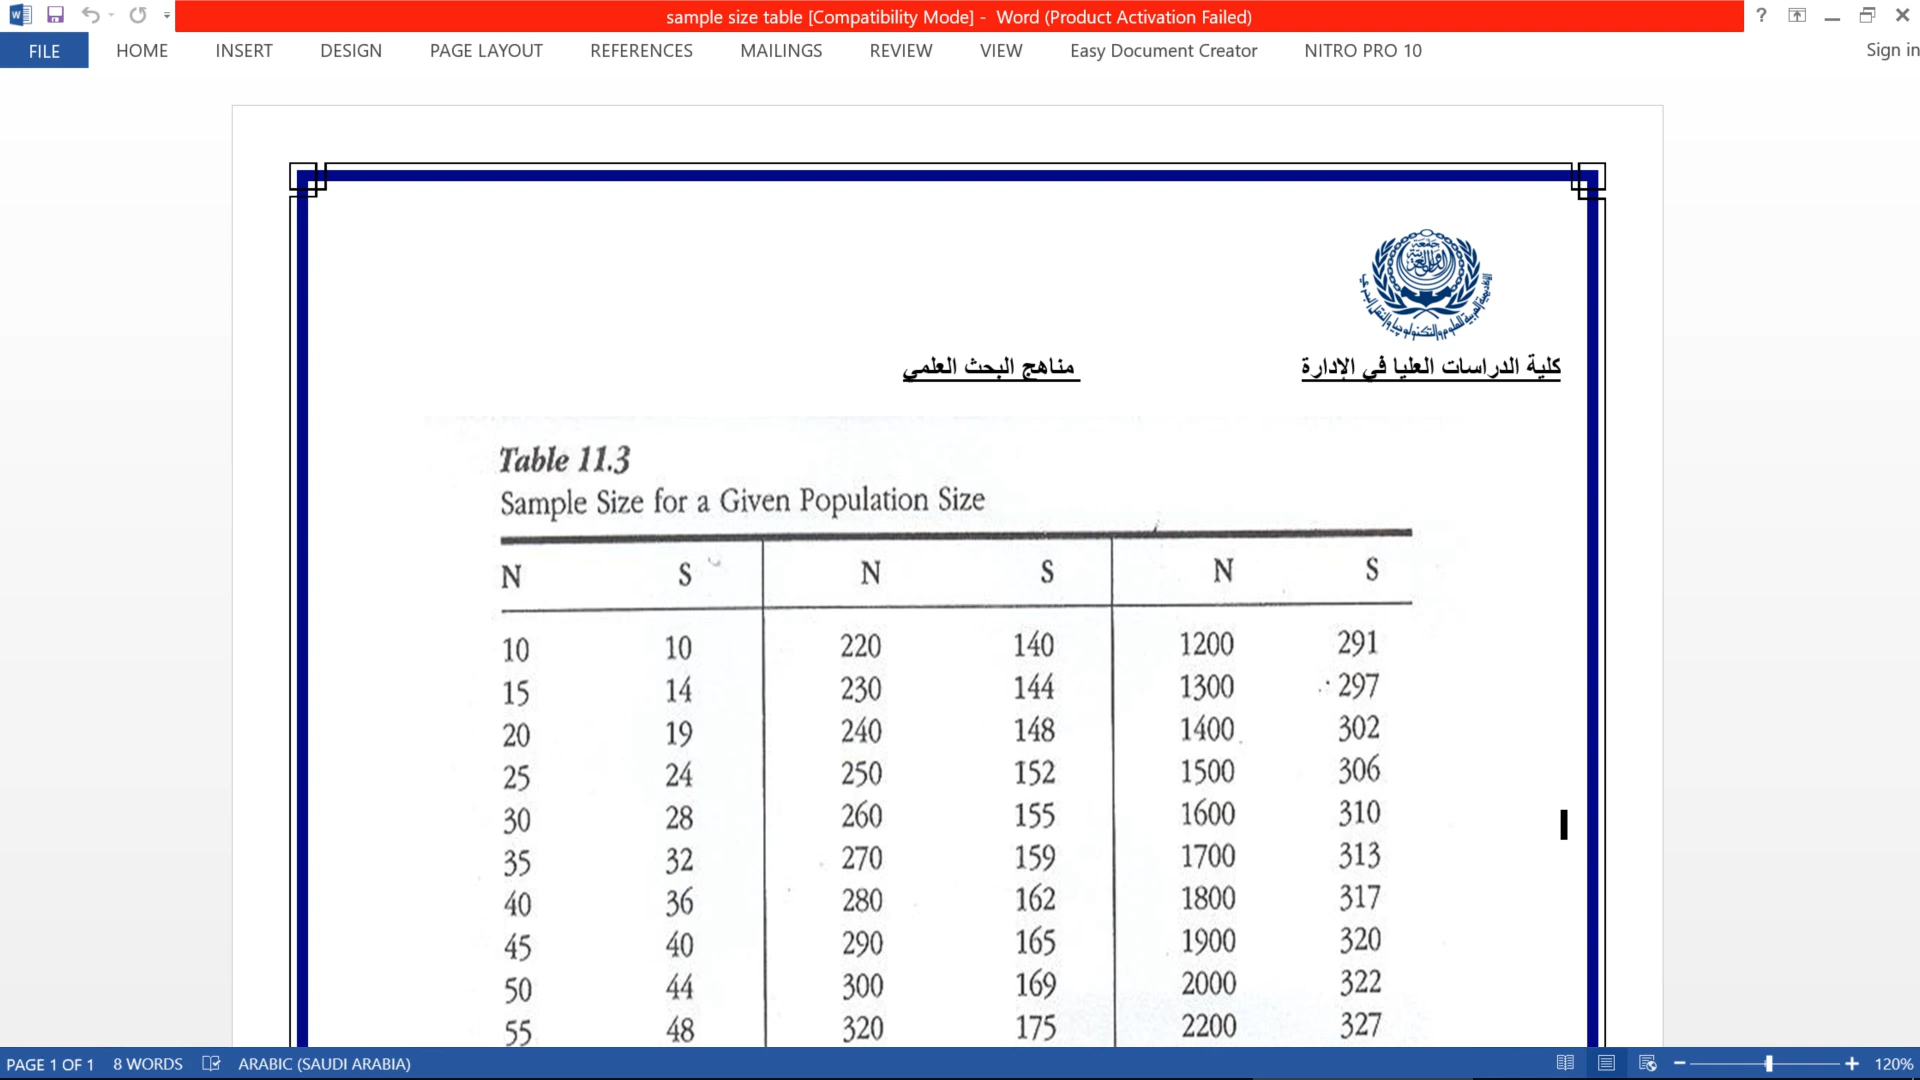 sample size table [Compatibility Mode] - Word (Product Activation Failed)
FILE HOME INSERT DESIGN PAGE LAYOUT REFERENCES MAILINGS REVIEW VIEW Easy Document Creator NITRO PRO 10 Sign in
كلية الدراسات العليا في الإدارة مناهج البحث العلمي
Table 11.3
Sample Size for a Given Population Size
N S N S N S
10 10 220 140 1200 291
15 14 230 144 1300 297
20 19 240 148 1400 302
25 24 250 152 1500 306
30 28 260 155 1600 310
35 32 270 159 1700 313
40 36 280 162 1800 317
45 40 290 165 1900 320
50 44 300 169 2000 322
55 48 320 175 2200 327
PAGE 1 OF 1 8 WORDS ARABIC (SAUDI ARABIA) 120%